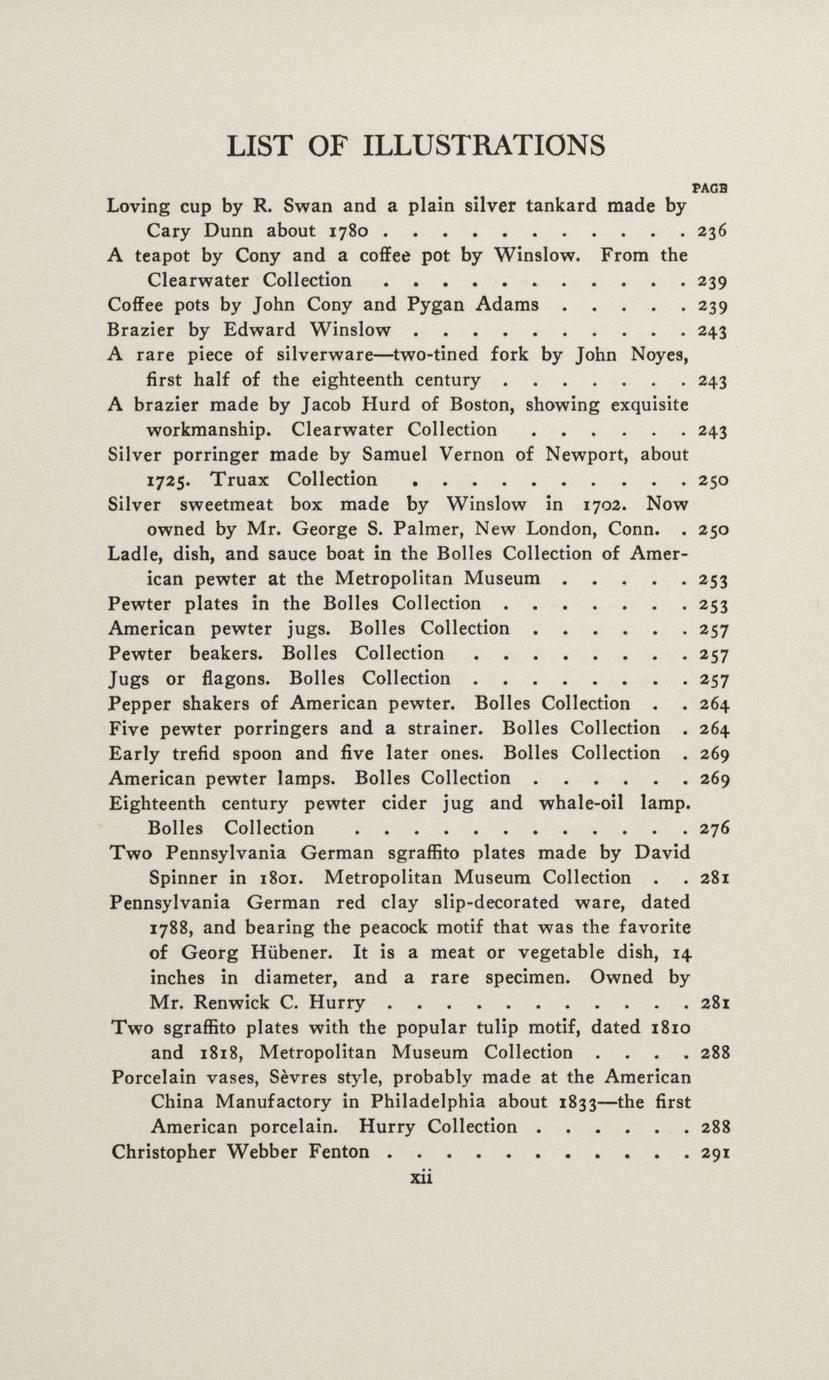 LIST OF ILLUSTRATIONS
PAGE
Loving cup by R. Swan and a plain silver tankard made by
Cary Dunn about 1780 . . . . . . . . . . . 236
A teapot by Cony and a coffee pot by Winslow. From the
Clearwater Collection . . . . . . . . . . . 239
Coffee pots by John Cony and Pygan Adams . . . . . 239
Brazier by Edward Winslow . . . . . . . . . . 243
A rare piece of silverware—two-tined fork by John Noyes,
first half of the eighteenth century . . . . . . . 243
A brazier made by Jacob Hurd of Boston, showing exquisite
workmanship. Clearwater Collection . . . . . . 243
Silver porringer made by Samuel Vernon of Newport, about
1725. Truax Collection . . . . . . . . . . 250
Silver sweetmeat box made by Winslow in 1702. Now
owned by Mr. George S. Palmer, New London, Conn. . 250
Ladle, dish, and sauce boat in the Bolles Collection of Amer-
ican pewter at the Metropolitan Museum . . . . . 253
Pewter plates in the Bolles Collection . . . . . . . 253
American pewter jugs. Bolles Collection . . . . . . 257
Pewter beakers. Bolles Collection . . . . . . . . 257
Jugs or flagons. Bolles Collection . . . . . . . . 257
Pepper shakers of American pewter. Bolles Collection . . 264
Five pewter porringers and a strainer. Bolles Collection . 264
Early trefid spoon and five later ones. Bolles Collection . 269
American pewter lamps. Bolles Collection . . . . . . 269
Eighteenth century pewter cider jug and whale-oil lamp.
Bolles Collection . . . . . . . . . . . . 276
Two Pennsylvania German sgraffito plates made by David
Spinner in 1801. Metropolitan Museum Collection . . 281
Pennsylvania German red clay slip-decorated ware, dated
1788, and bearing the peacock motif that was the favorite
of Georg Hübener. It is a meat or vegetable dish, 14
inches in diameter, and a rare specimen. Owned by
Mr. Renwick C. Hurry . . . . . . . . . . . 281
Two sgraffito plates with the popular tulip motif, dated 1810
and 1818, Metropolitan Museum Collection . . . . 288
Porcelain vases, Sèvres style, probably made at the American
China Manufactory in Philadelphia about 1833—the first
American porcelain. Hurry Collection . . . . . . 288
Christopher Webber Fenton . . . . . . . . . . . 291
xii